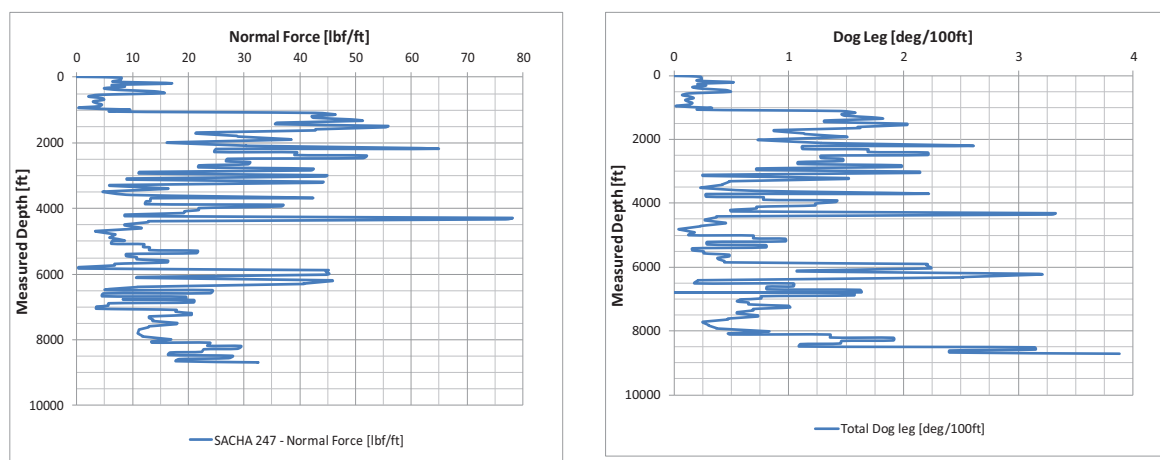 Normal Force [lbf/ft]
0 10 20 30 40 50 60 70 80
0
2000
4000
6000
8000
10000
Measured Depth [ft]
SACHA 247 - Normal Force [lbf/ft]
Dog Leg [deg/100ft]
0 1 2 3 4
0
2000
4000
6000
8000
10000
Measured Depth [ft]
Total Dog leg [deg/100ft]